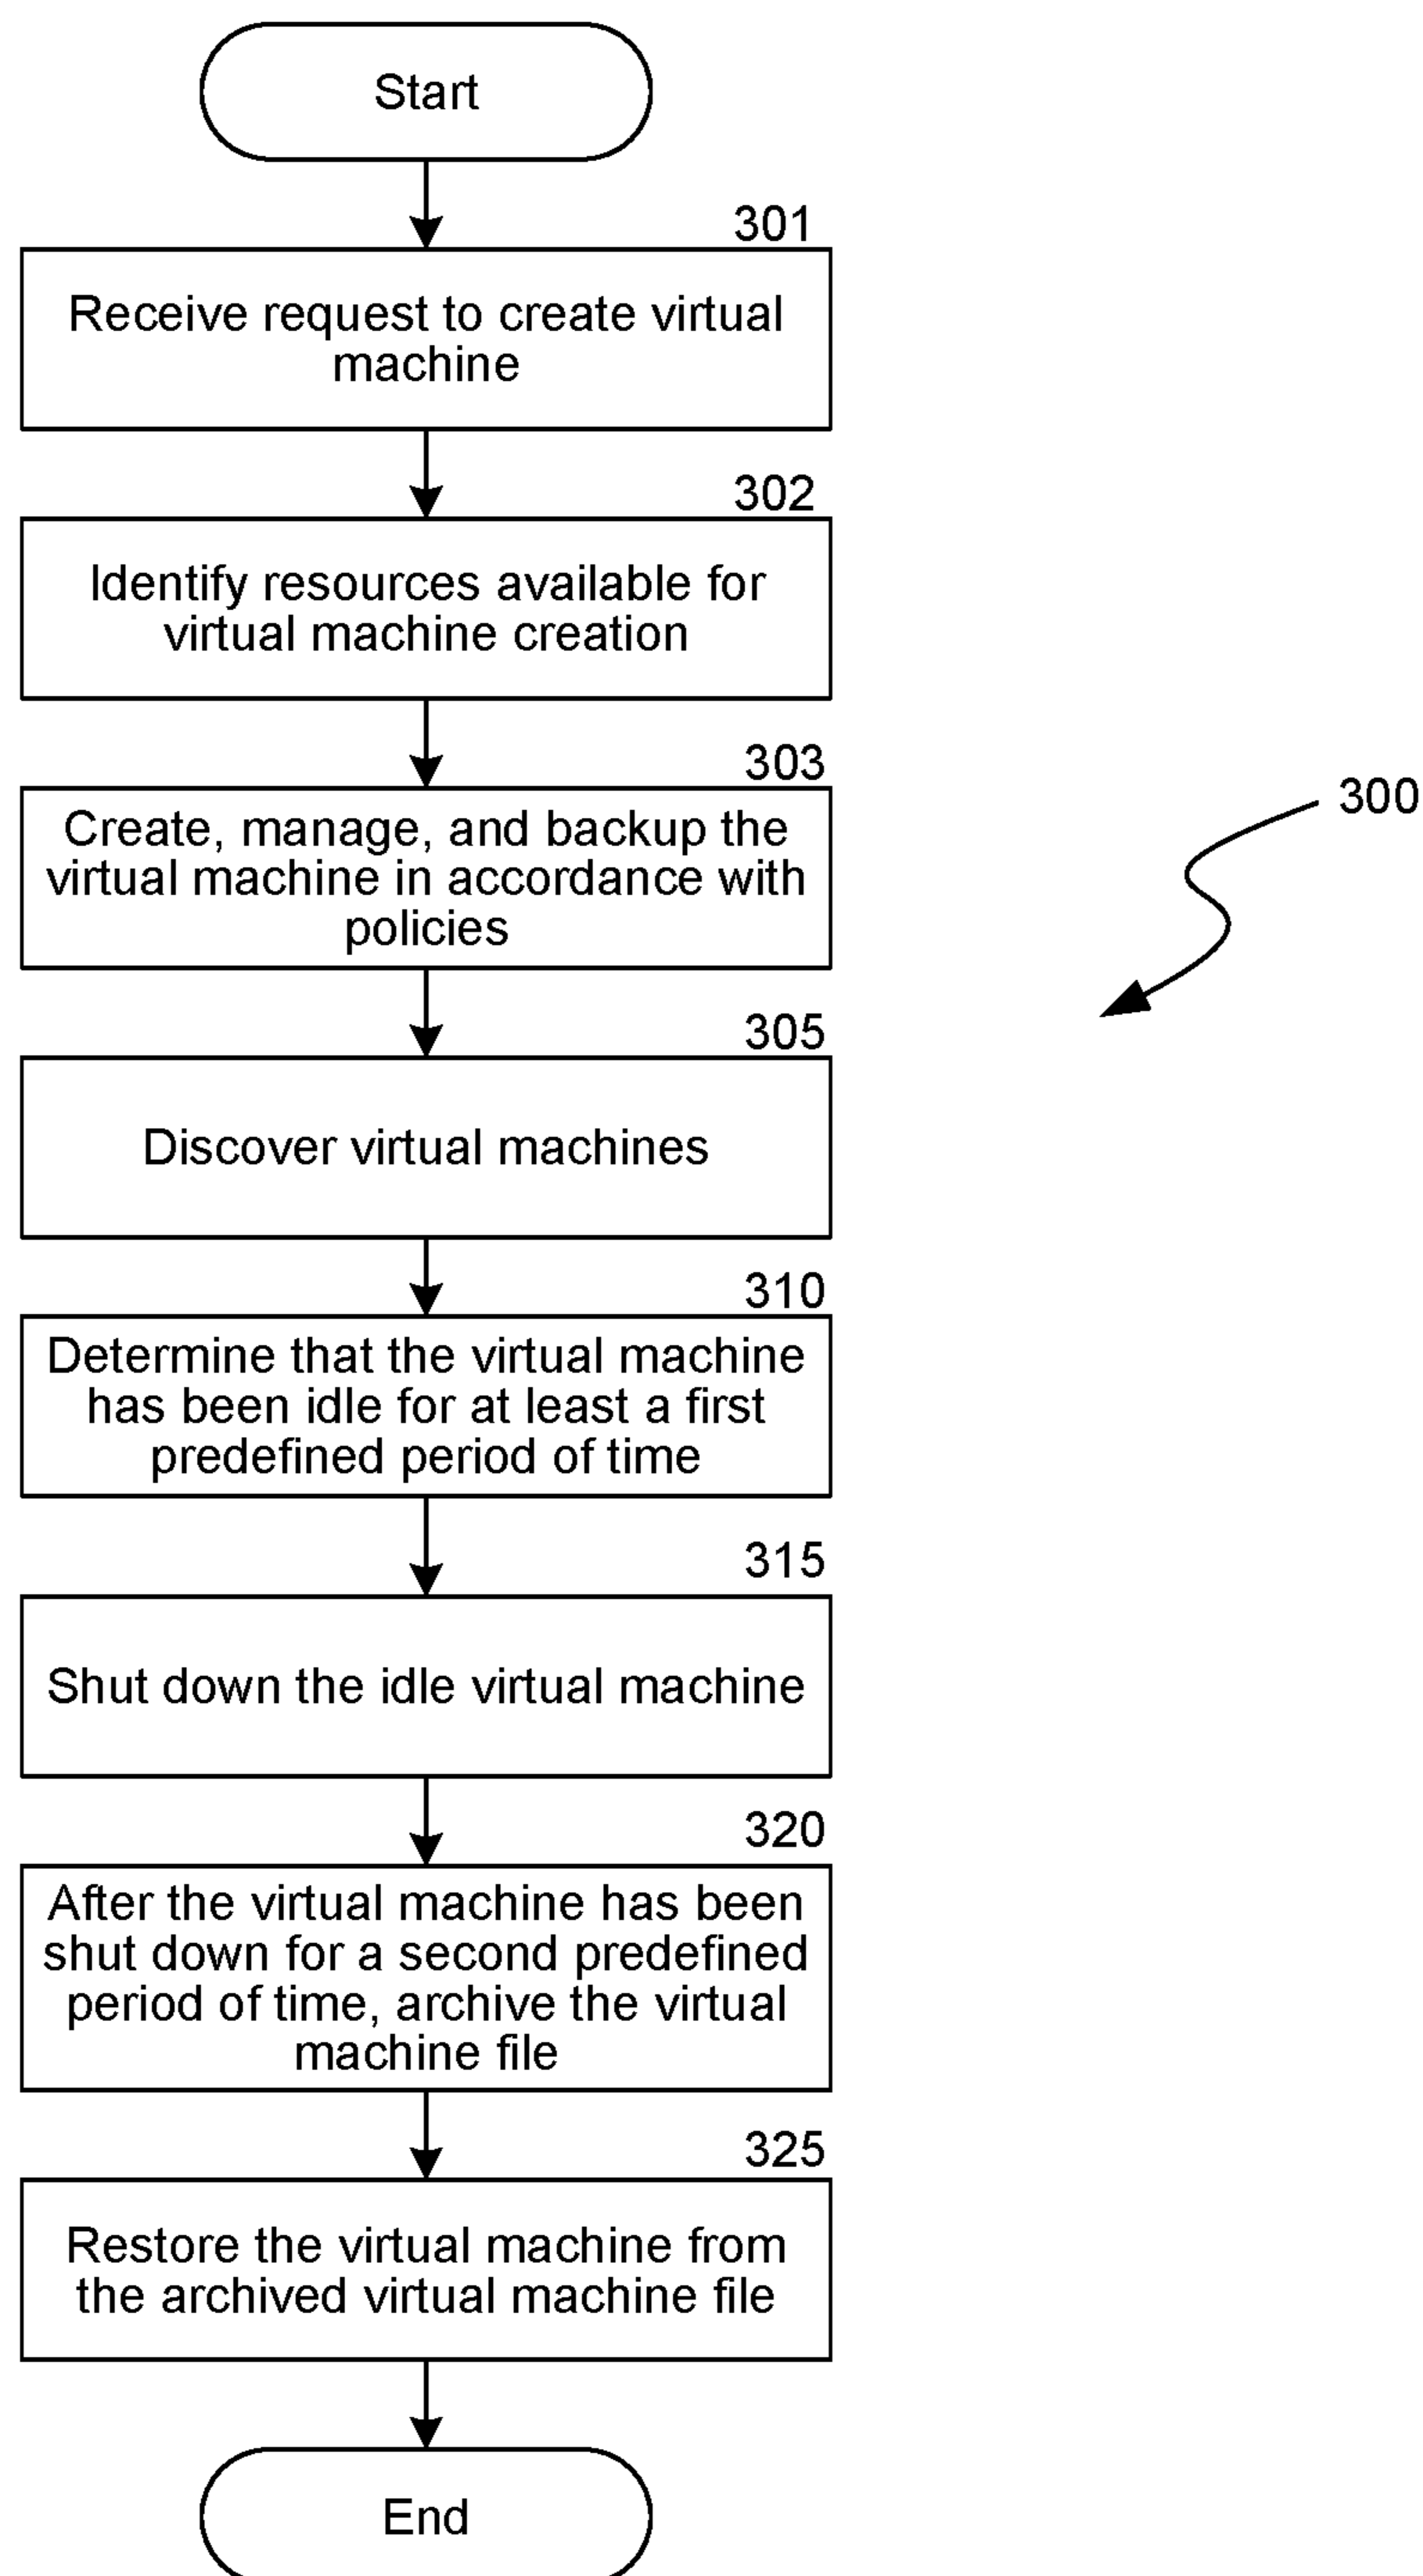 Start
301
Receive request to create virtual
machine
302
Identify resources available for
virtual machine creation
303
Create, manage, and backup the
virtual machine in accordance with
policies
300
305
Discover virtual machines
310
Determine that the virtual machine
has been idle for at least a first
predefined period of time
315
Shut down the idle virtual machine
320
After the virtual machine has been
shut down for a second predefined
period of time, archive the virtual
machine file
325
Restore the virtual machine from
the archived virtual machine file
End